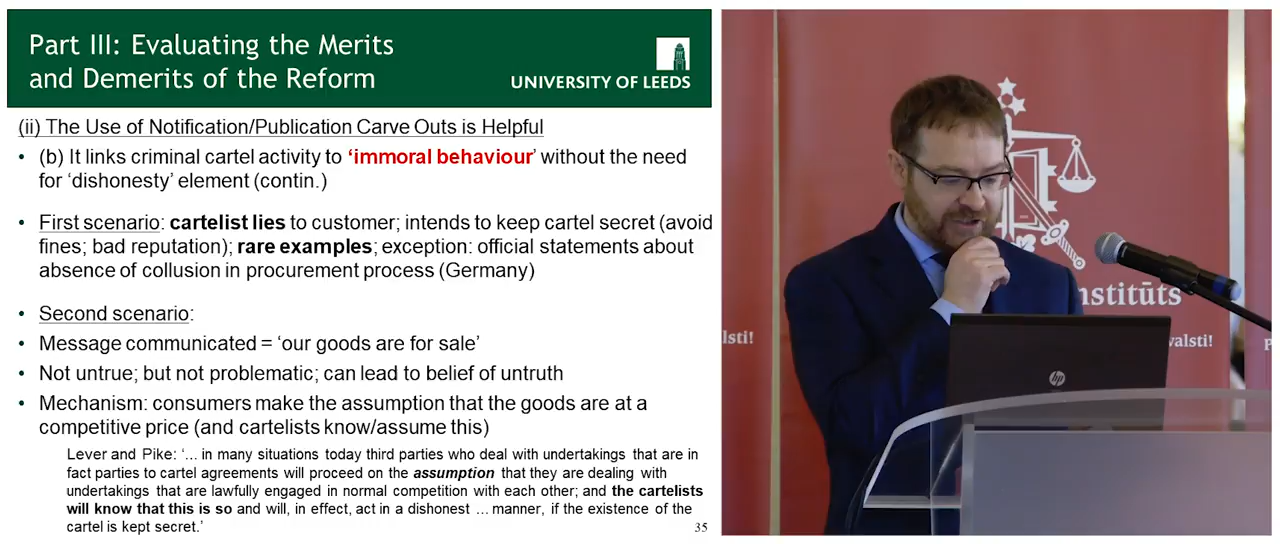 Part III: Evaluating the Merits
and Demerits of the Reform
UNIVERSITY OF LEEDS
(ii) The Use of Notification/Publication Carve Outs is Helpful
• (b) It links criminal cartel activity to ‘immoral behaviour’ without the need
for ‘dishonesty’ element (contin.)
• First scenario: cartelist lies to customer; intends to keep cartel secret (avoid
fines; bad reputation); rare examples; exception: official statements about
absence of collusion in procurement process (Germany)
• Second scenario:
• Message communicated = ‘our goods are for sale’
• Not untrue; but not problematic; can lead to belief of untruth
• Mechanism: consumers make the assumption that the goods are at a
competitive price (and cartelists know/assume this)
Lever and Pike: ‘... in many situations today third parties who deal with undertakings that are in
fact parties to cartel agreements will proceed on the assumption that they are dealing with
undertakings that are lawfully engaged in normal competition with each other; and the cartelists
will know that this is so and will, in effect, act in a dishonest ... manner, if the existence of the
cartel is kept secret.’
35
nstitūts
lsti!
valsti!
hp